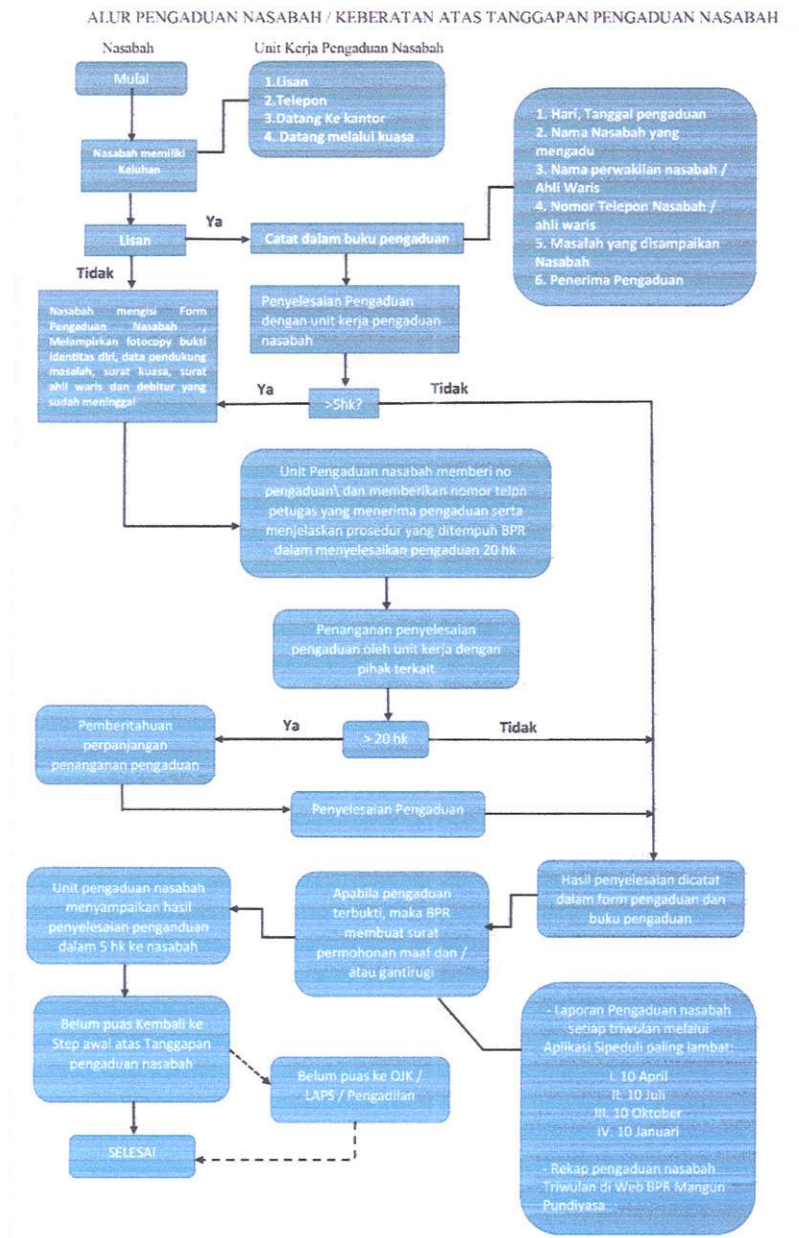 ALUR PENGADUAN NASABAH / KEBERATAN ATAS TANGGAPAN PENGADUAN NASABAH
Nasabah
Unit Kerja Pengaduan Nasabah
Mulai
1.Lisan
2.Telepon
3.Datang Ke kantor
4. Datang melalui kuasa
Nasabah memiliki
Keluhan
1. Hari, Tanggal pengaduan
2. Nama Nasabah yang
mengadu
3. Nama perwakilan nasabah /
Ahli Waris
4. Nomor Telepon Nasabah /
ahli waris
5. Masalah yang disampaikan
Nasabah
6. Penerima Pengaduan
Lisan
Ya
Catat dalam buku pengaduan
Tidak
Nasabah mengisi Form
Pengaduan Nasabah ,
Melampirkan fotocopy bukti
identitas diri, data pendukung
masalah, surat kuasa, surat
ahli waris dan debitur yang
sudah meninggal
Penyelesaian Pengaduan
dengan unit kerja pengaduan
nasabah
Ya
>5hk?
Tidak
Unit Pengaduan nasabah memberi no
pengaduan\ dan memberikan nomor telpn
petugas yang menerima pengaduan serta
menjelaskan prosedur yang ditempuh BPR
dalam menyelesaikan pengaduan 20 hk
Penanganan penyelesaian
pengaduan oleh unit kerja dengan
pihak terkait
Pemberitahuan
perpanjangan
penanganan pengaduan
Ya
> 20 hk
Tidak
Penyelesaian Pengaduan
Unit pengaduan nasabah
menyampaikan hasil
penyelesaian penganduan
dalam 5 hk ke nasabah
Apabila pengaduan
terbukti, maka BPR
membuat surat
permohonan maaf dan /
atau gantirugi
Hasil penyelesaian dicatat
dalam form pengaduan dan
buku pengaduan
Belum puas Kembali ke
Step awal atas Tanggapan
pengaduan nasabah
Belum puas ke OJK /
LAPS / Pengadilan
SELESAI
- Laporan Pengaduan nasabah
setiap triwulan melalui
Aplikasi Sipeduli paling lambat:
I. 10 April
II. 10 Juli
III. 10 Oktober
IV. 10 Januari
- Rekap pengaduan nasabah
Triwulan di Web BPR Mangun
Pundiyasa